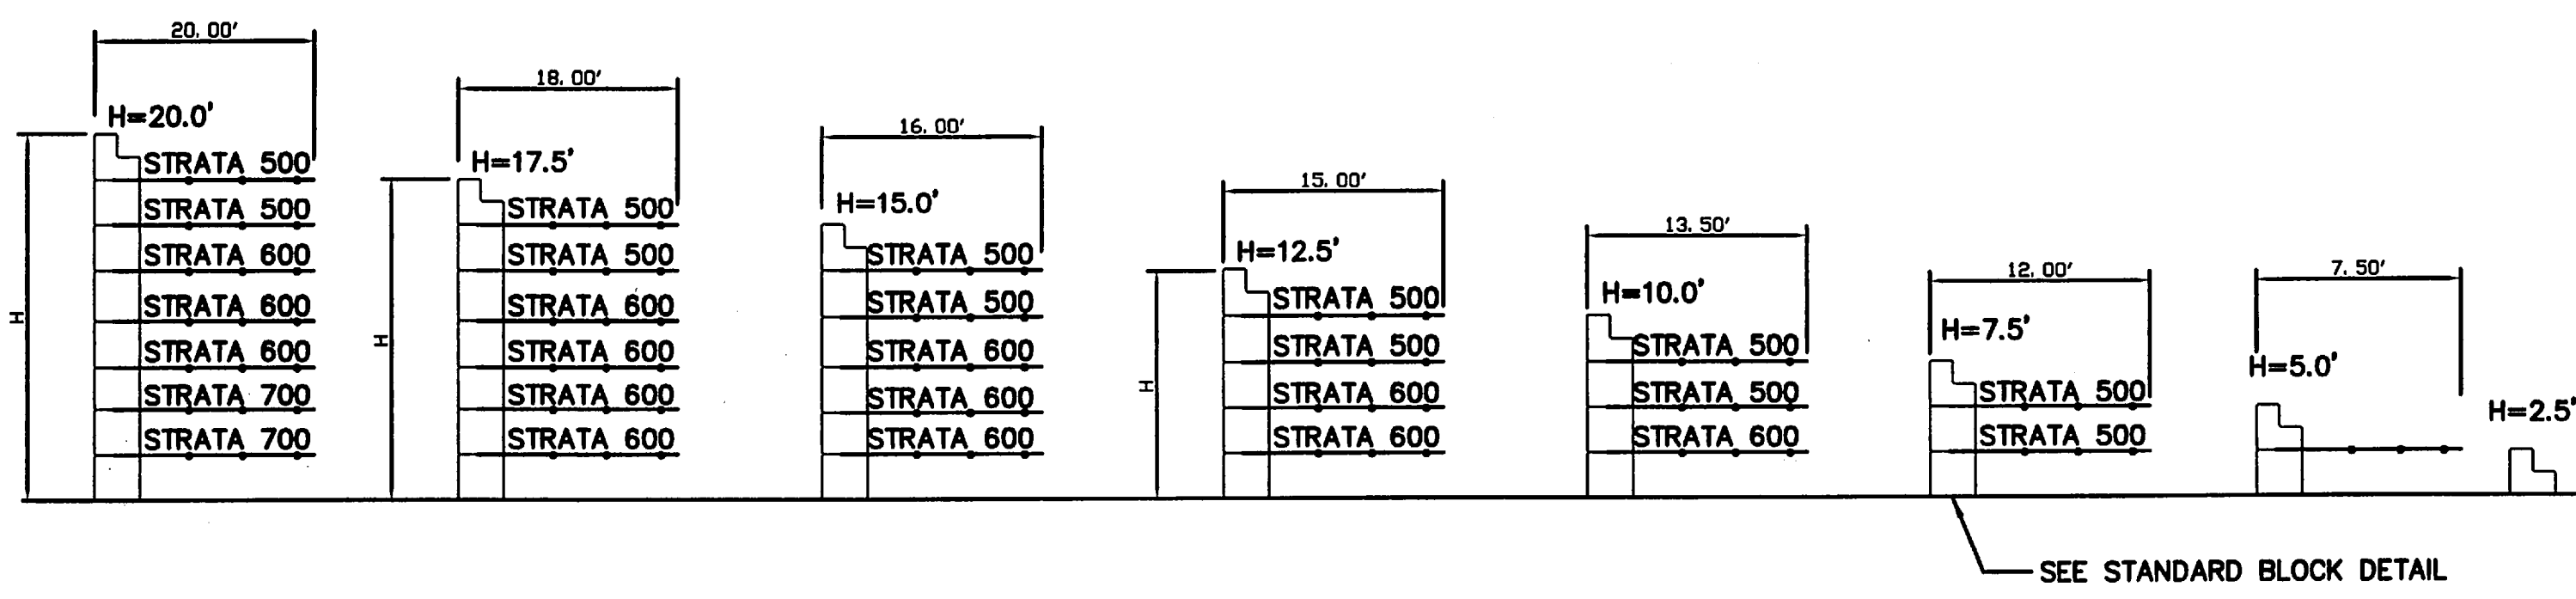 20.00'
H=20.0'
STRATA 500
STRATA 500
STRATA 600
STRATA 600
STRATA 600
STRATA 700
STRATA 700
H
18.00'
H=17.5'
STRATA 500
STRATA 500
STRATA 600
STRATA 600
STRATA 600
STRATA 600
H
16.00'
H=15.0'
STRATA 500
STRATA 500
STRATA 600
STRATA 600
STRATA 600
15.00'
H=12.5'
STRATA 500
STRATA 500
STRATA 600
STRATA 600
H
13.50'
H=10.0'
STRATA 500
STRATA 500
STRATA 600
12.00'
H=7.5'
STRATA 500
STRATA 500
7.50'
H=5.0'
H=2.5'
SEE STANDARD BLOCK DETAIL